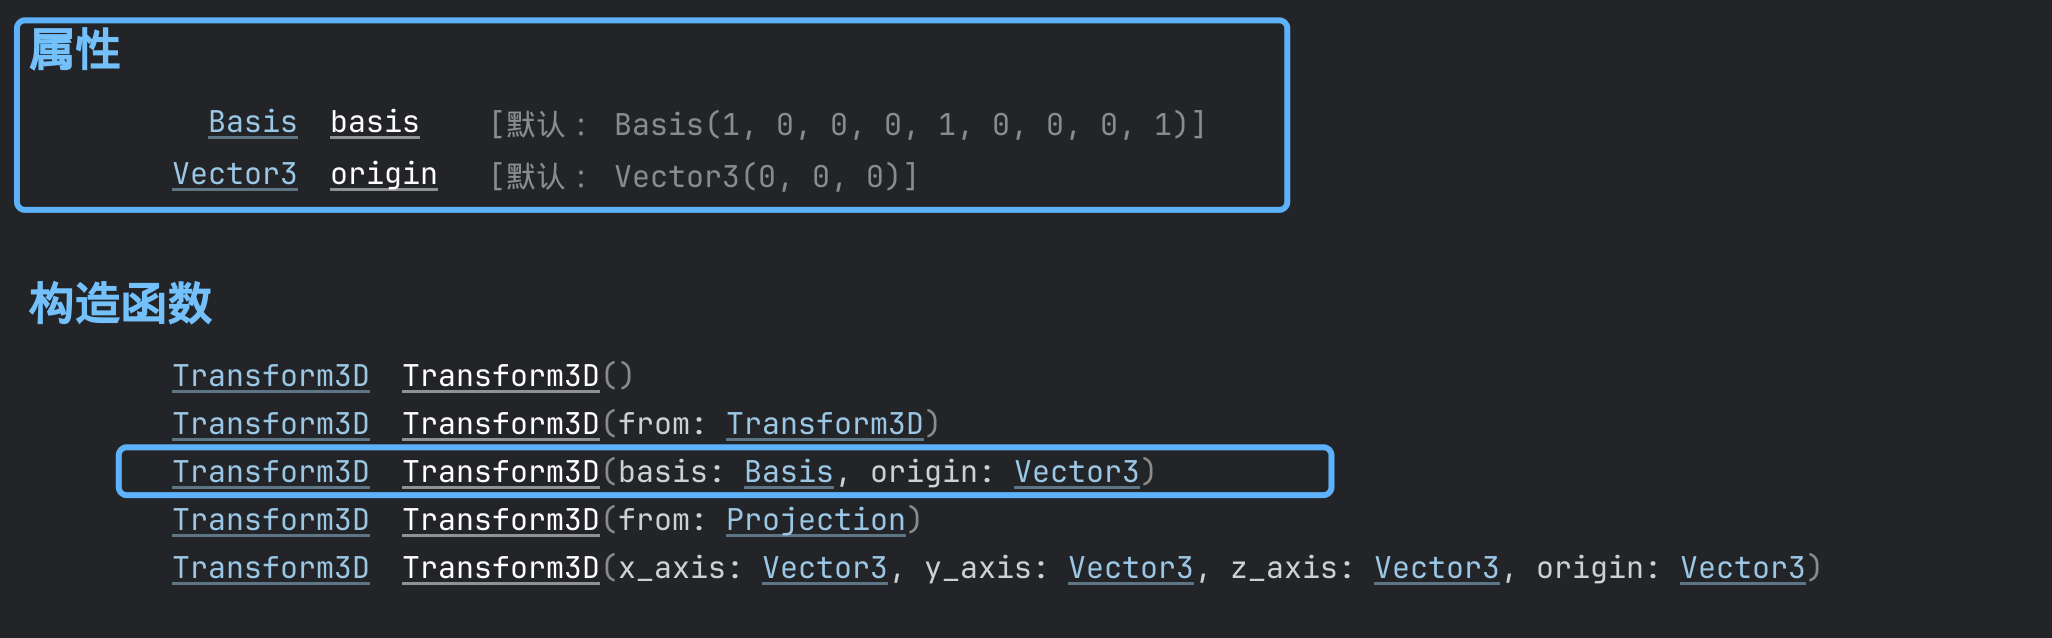 属性
Basis basis [默认： Basis(1, 0, 0, 0, 1, 0, 0, 0, 1)]
Vector3 origin [默认： Vector3(0, 0, 0)]
构造函数
Transform3D Transform3D()
Transform3D Transform3D(from: Transform3D)
Transform3D Transform3D(basis: Basis, origin: Vector3)
Transform3D Transform3D(from: Projection)
Transform3D Transform3D(x_axis: Vector3, y_axis: Vector3, z_axis: Vector3, origin: Vector3)